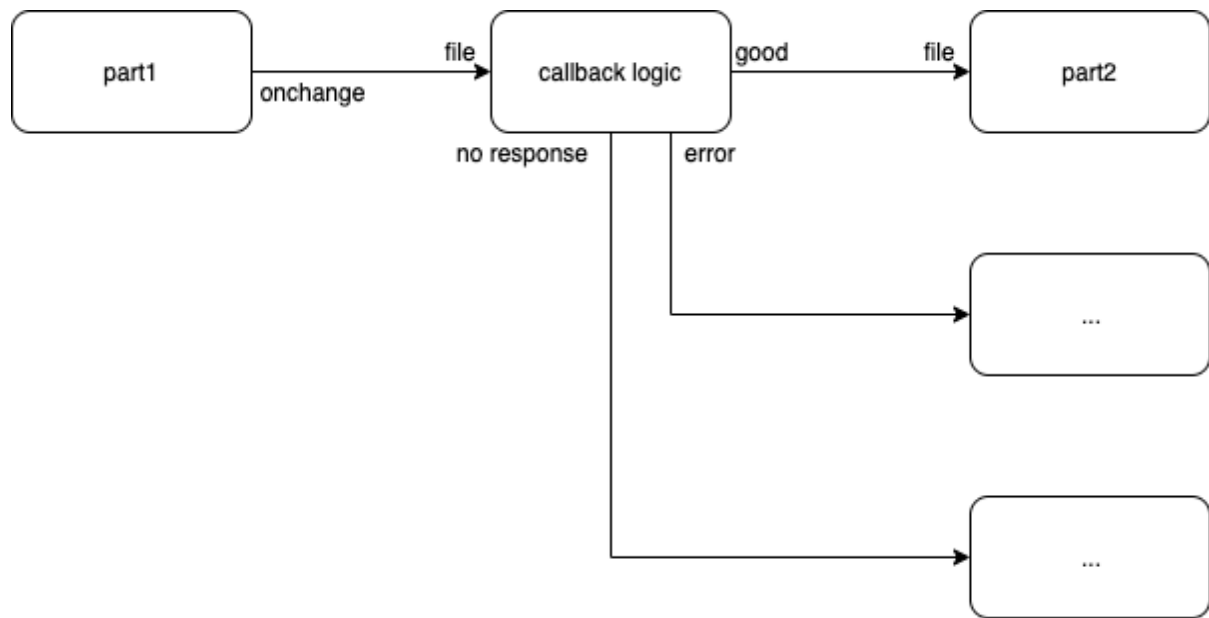 part1
onchange
file
callback logic
good
file
part2
no response
error
...
...